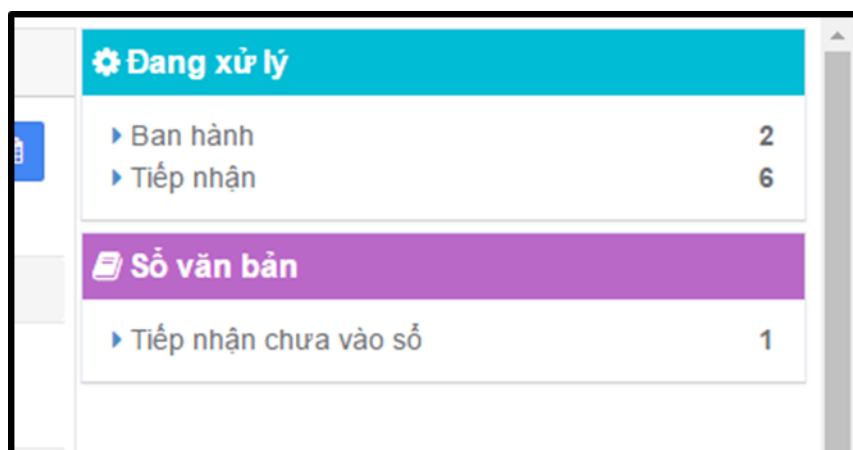 Đang xử lý
Ban hành 2
Tiếp nhận 6
Sổ văn bản
Tiếp nhận chưa vào sổ 1